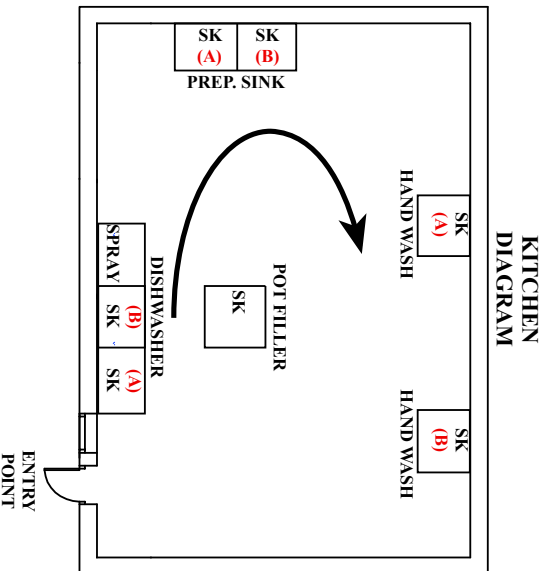 SK
(A)
SK
(B)
PREP. SINK
KITCHEN
DIAGRAM
SK
(A)
HAND WASH
SK
(B)
HAND WASH
POT FILLER
SK
DISHWASHER
SPRAY
(B)
SK
(A)
SK
ENTRY
POINT